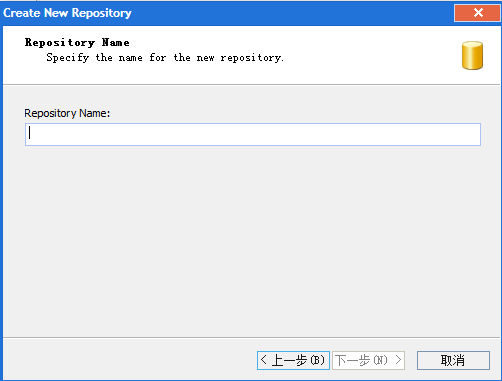 Create New Repository
Repository Name
Specify the name for the new repository.
Repository Name:
< 上一步(B) 下一步(N) > 取消